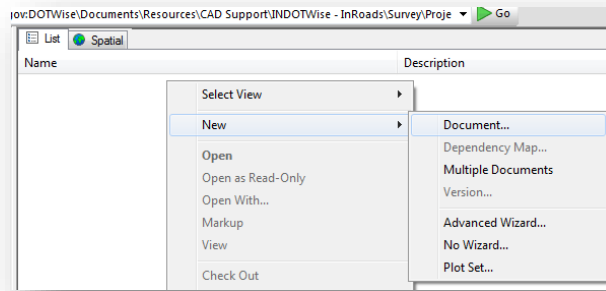 gov:DOTWise\Documents\Resources\CAD Support\INDOTWise - InRoads\Survey\Proje Go
List Spatial
Name Description
Select View
New Document...
Dependency Map...
Open Multiple Documents
Open as Read-Only Version...
Open With...
Markup Advanced Wizard...
View No Wizard...
Check Out Plot Set...